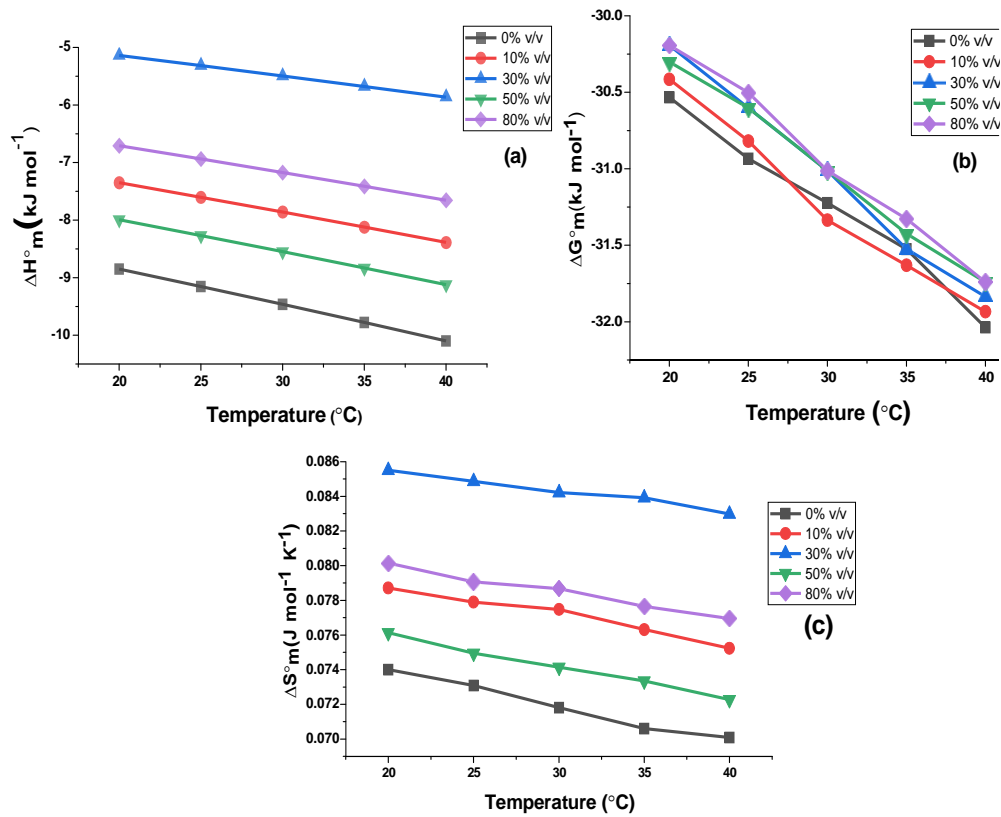 -5
-6
-7
-8
-9
-10
20
25
30
35
40
ΔH°m(kJ mol⁻¹)
Temperature (°C)
0% v/v
10% v/v
30% v/v
50% v/v
80% v/v
(a)
-30.0
-30.5
-31.0
-31.5
-32.0
20
25
30
35
40
ΔG°m(kJ mol⁻¹)
Temperature (°C)
0% v/v
10% v/v
30% v/v
50% v/v
80% v/v
(b)
0.086
0.084
0.082
0.080
0.078
0.076
0.074
0.072
0.070
20
25
30
35
40
ΔS°m(J mol⁻¹ K⁻¹)
Temperature (°C)
0% v/v
10% v/v
30% v/v
50% v/v
80% v/v
(c)